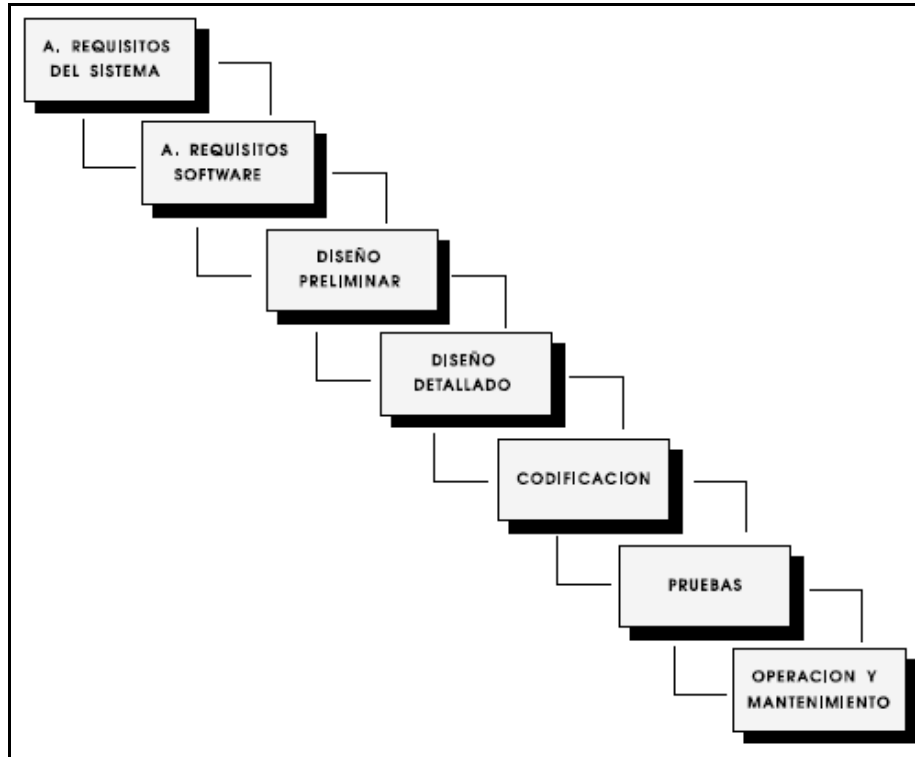 A. REQUISITOS
DEL SISTEMA
A. REQUISITOS
SOFTWARE
DISEÑO
PRELIMINAR
DISEÑO
DETALLADO
CODIFICACION
PRUEBAS
OPERACION Y
MANTENIMIENTO